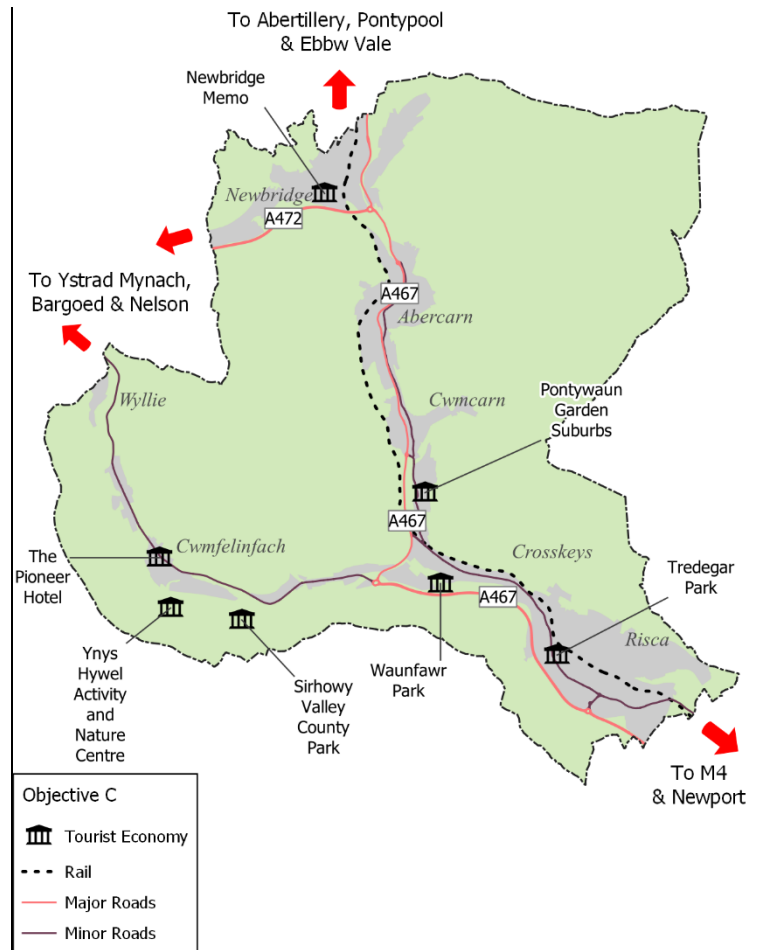 To Abertillery, Pontypool
& Ebbw Vale
Newbridge
Memo
Newbridge
A472
To Ystrad Mynach,
Bargoed & Nelson
A467
Abercarn
Wyllie
Cwmcarn
Pontywaun
Garden
Suburbs
A467
Cwmfelinfach
Crosskeys
The
Pioneer
Hotel
Tredegar
Park
A467
Risca
Ynys
Hywel
Activity
and
Nature
Centre
Sirhowy
Valley
County
Park
Waunfawr
Park
To M4
& Newport
Objective C
Tourist Economy
Rail
Major Roads
Minor Roads